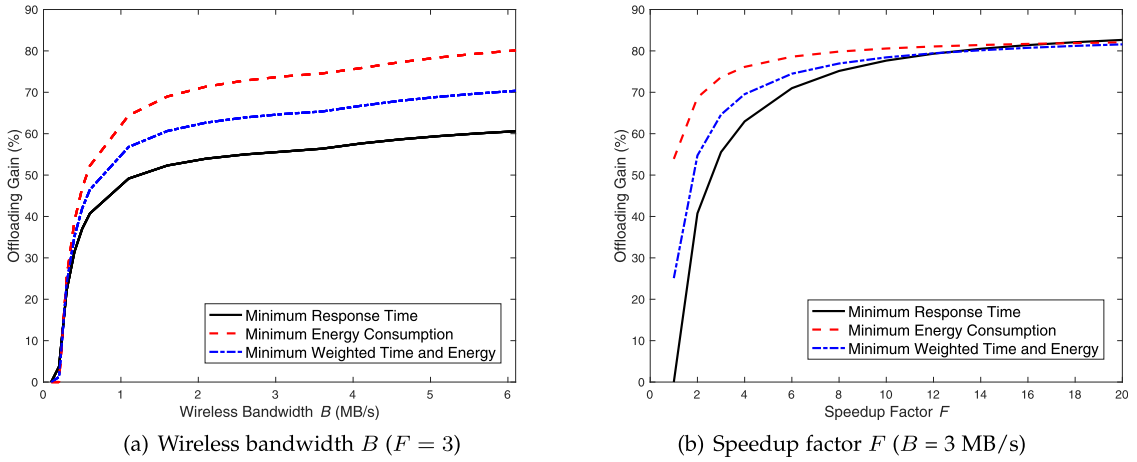 Offloading Gain (%)
90
80
70
60
50
40
30
20
10
0
Minimum Response Time
Minimum Energy Consumption
Minimum Weighted Time and Energy
0 1 2 3 4 5 6
Wireless Bandwidth B (MB/s)
(a) Wireless bandwidth B (F = 3)
Offloading Gain (%)
90
80
70
60
50
40
30
20
10
0
Minimum Response Time
Minimum Energy Consumption
Minimum Weighted Time and Energy
0 2 4 6 8 10 12 14 16 18 20
Speedup Factor F
(b) Speedup factor F (B = 3 MB/s)